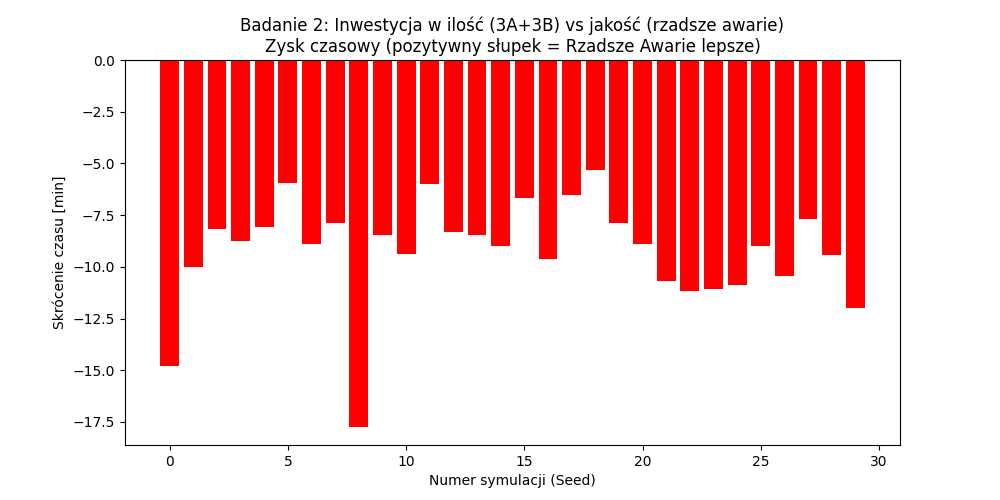 Badanie 2: Inwestycja w ilość (3A+3B) vs jakość (rzadsze awarie)
Zysk czasowy (pozytywny słupek = Rzadsze Awarie lepsze)
Skrócenie czasu [min]
0.0
−2.5
−5.0
−7.5
−10.0
−12.5
−15.0
−17.5
0 5 10 15 20 25 30
Numer symulacji (Seed)